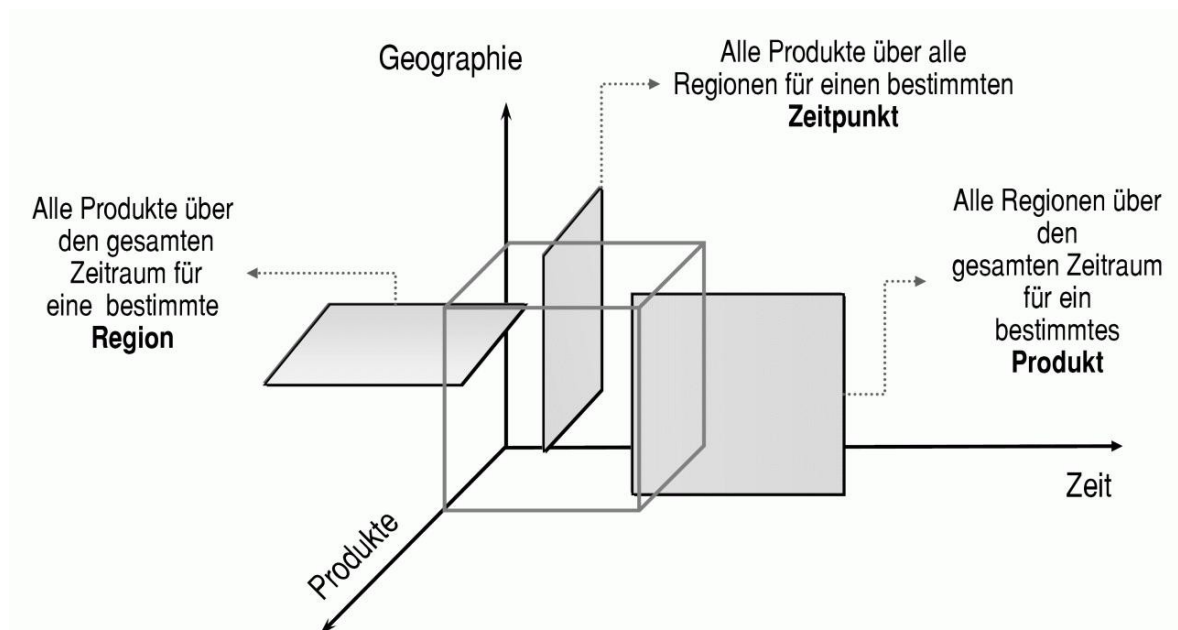 Geographie
Alle Produkte über alle
Regionen für einen bestimmten
Zeitpunkt
Alle Produkte über
den gesamten
Zeitraum für
eine bestimmte
Region
Alle Regionen über
den
gesamten Zeitraum
für ein
bestimmtes
Produkt
Zeit
Produkte